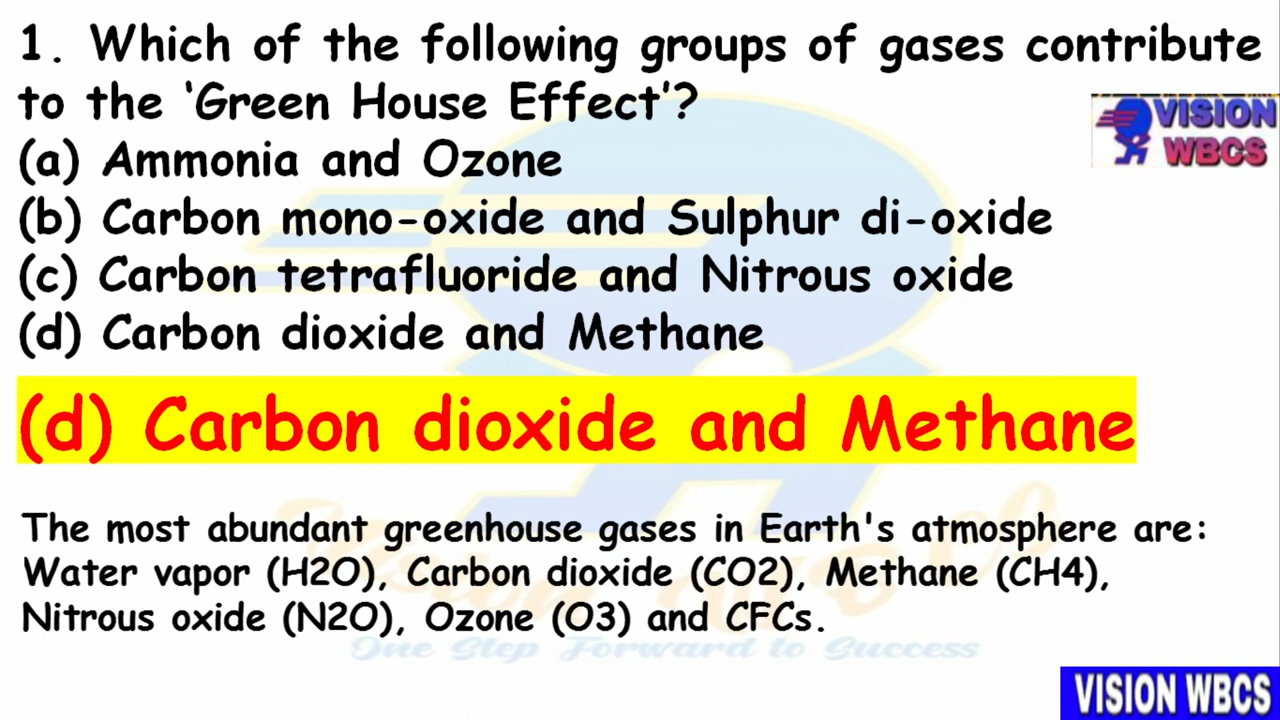 1. Which of the following groups of gases contribute
to the ‘Green House Effect’?
(a) Ammonia and Ozone
(b) Carbon mono-oxide and Sulphur di-oxide
(c) Carbon tetrafluoride and Nitrous oxide
(d) Carbon dioxide and Methane
(d) Carbon dioxide and Methane
The most abundant greenhouse gases in Earth's atmosphere are:
Water vapor (H2O), Carbon dioxide (CO2), Methane (CH4),
Nitrous oxide (N2O), Ozone (O3) and CFCs.
One Step Forward to Success
VISION
WBCS
VISION WBCS